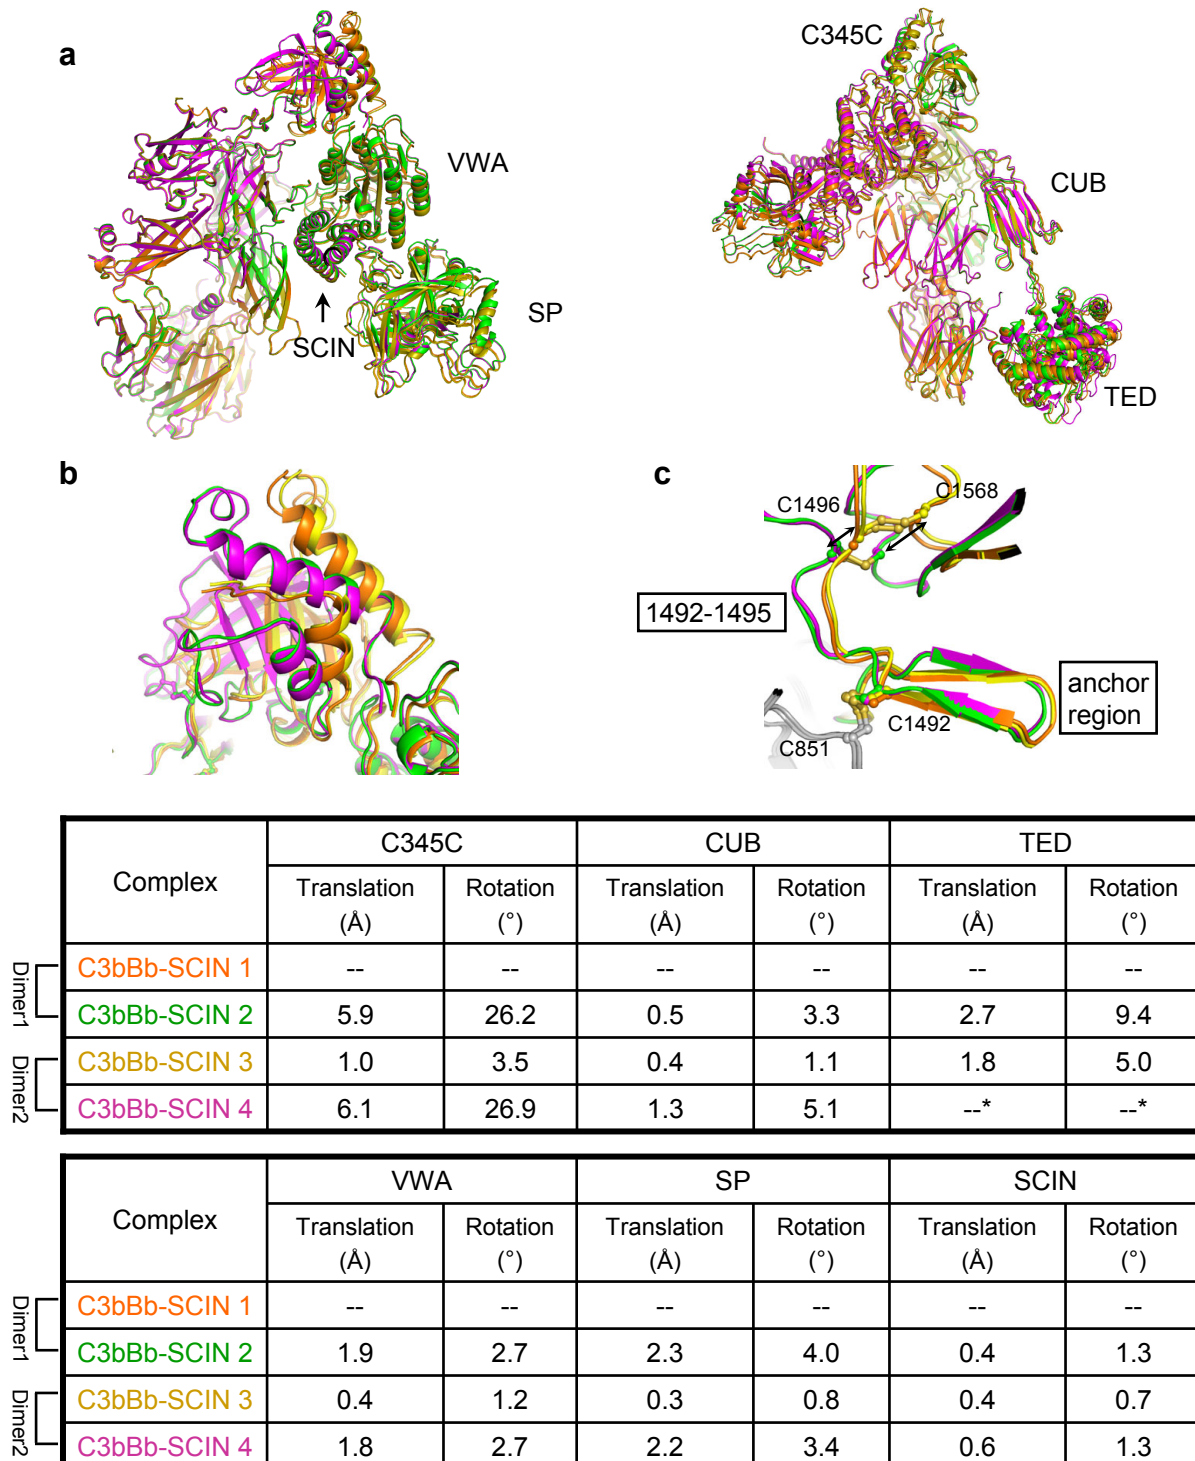 a
VWA
SP
SCIN
C345C
CUB
TED
b
c
C1496
C1568
1492-1495
anchor
region
C1492
C851
Complex C345C CUB TED
Translation (Å) Rotation (°) Translation (Å) Rotation (°) Translation (Å) Rotation (°)
Dimer1
C3bBb-SCIN 1 -- -- -- -- -- --
C3bBb-SCIN 2 5.9 26.2 0.5 3.3 2.7 9.4
Dimer2
C3bBb-SCIN 3 1.0 3.5 0.4 1.1 1.8 5.0
C3bBb-SCIN 4 6.1 26.9 1.3 5.1 --* --*
Complex VWA SP SCIN
Translation (Å) Rotation (°) Translation (Å) Rotation (°) Translation (Å) Rotation (°)
Dimer1
C3bBb-SCIN 1 -- -- -- -- -- --
C3bBb-SCIN 2 1.9 2.7 2.3 4.0 0.4 1.3
Dimer2
C3bBb-SCIN 3 0.4 1.2 0.3 0.8 0.4 0.7
C3bBb-SCIN 4 1.8 2.7 2.2 3.4 0.6 1.3